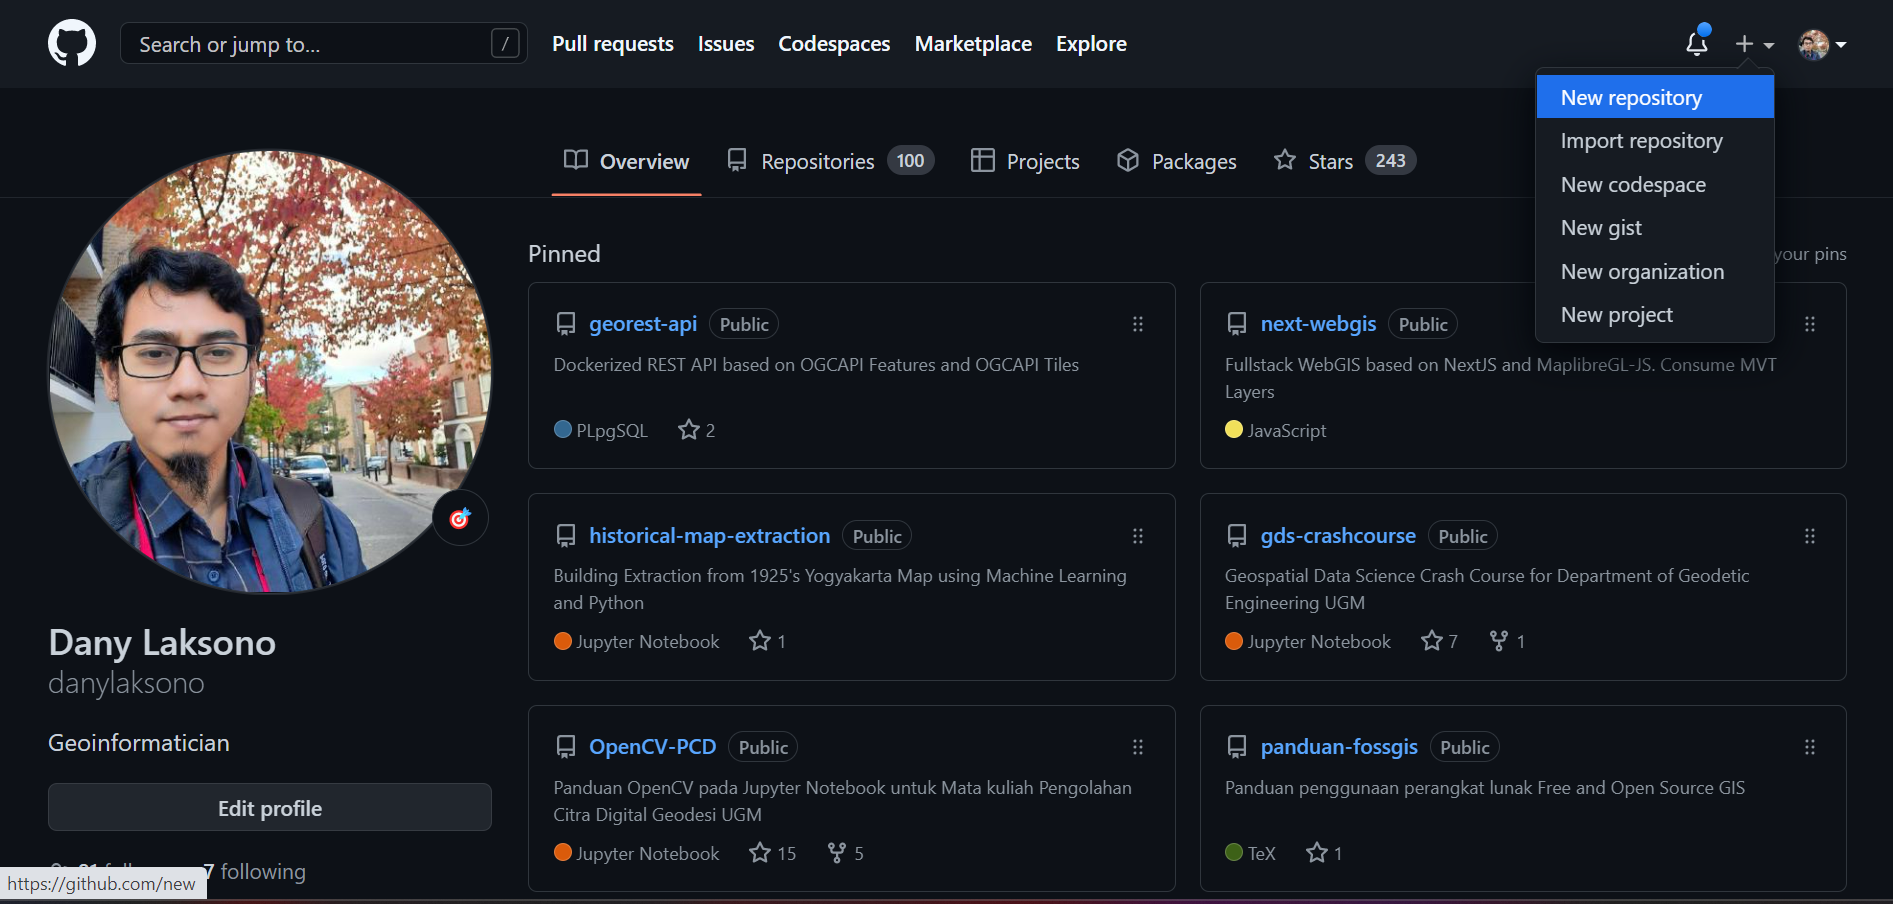 Search or jump to...
/
Pull requests
Issues
Codespaces
Marketplace
Explore
New repository
Import repository
New codespace
New gist
New organization
New project
Overview
Repositories 100
Projects
Packages
Stars 243
Pinned
your pins
georest-api Public
Dockerized REST API based on OGCAPI Features and OGCAPI Tiles
PLpgSQL 2
next-webgis Public
Fullstack WebGIS based on NextJS and MaplibreGL-JS. Consume MVT
Layers
JavaScript
historical-map-extraction Public
Building Extraction from 1925's Yogyakarta Map using Machine Learning
and Python
Jupyter Notebook 1
gds-crashcourse Public
Geospatial Data Science Crash Course for Department of Geodetic
Engineering UGM
Jupyter Notebook 7 1
OpenCV-PCD Public
Panduan OpenCV pada Jupyter Notebook untuk Mata kuliah Pengolahan
Citra Digital Geodesi UGM
Jupyter Notebook 15 5
panduan-fossgis Public
Panduan penggunaan perangkat lunak Free and Open Source GIS
TeX 1
Dany Laksono
danylaksono
Geoinformatician
Edit profile
7 following
https://github.com/new